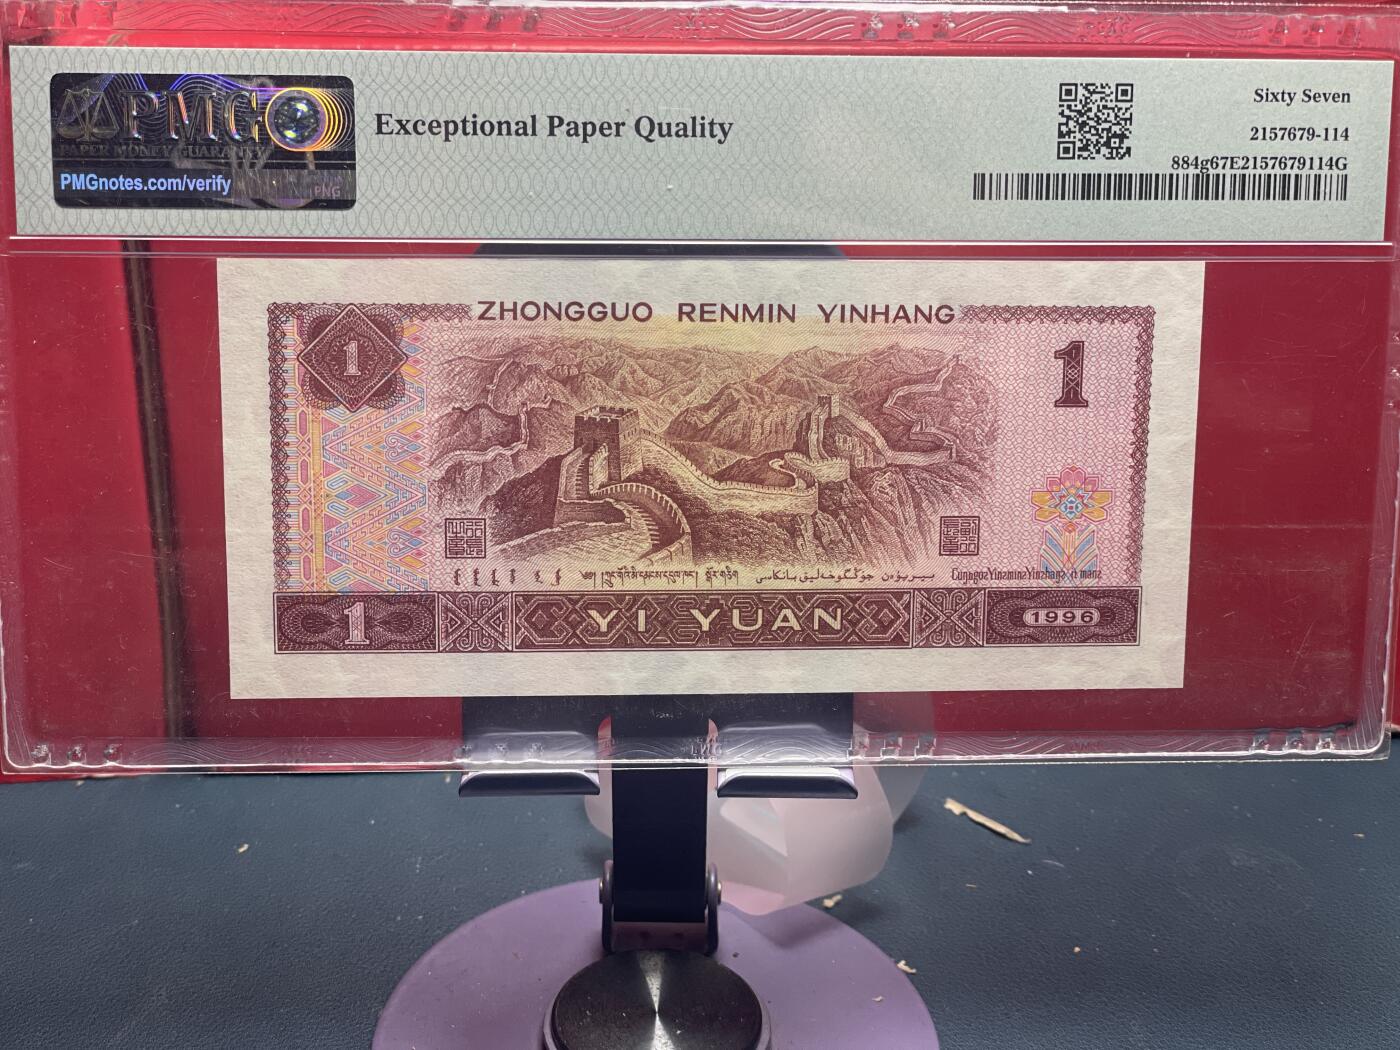 PMG
PAPER MONEY GUARANTY
PMGnotes.com/verify
PNG
Exceptional Paper Quality
Sixty Seven
2157679-114
884g67E2157679114G
ZHONGGUO RENMIN YINHANG
1
1
1
YI YUAN
1996